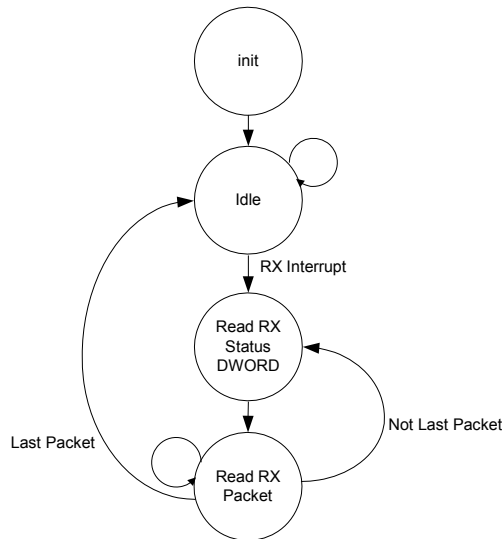 init
Idle
RX Interrupt
Read RX
Status
DWORD
Not Last Packet
Last Packet
Read RX
Packet